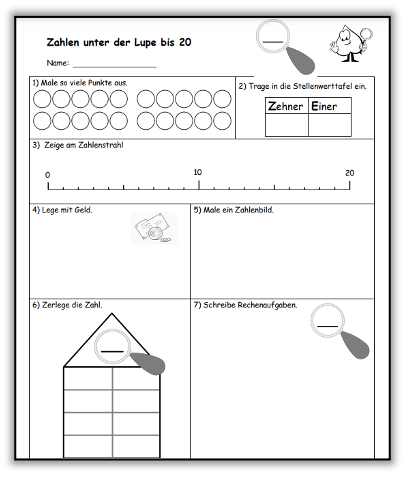 Zahlen unter der Lupe bis 20
Name: ___________________
1) Male so viele Punkte aus.
2) Trage in die Stellenwerttafel ein.
Zehner Einer
3) Zeige am Zahlenstrahl
0 10 20
4) Lege mit Geld.
5) Male ein Zahlenbild.
6) Zerlege die Zahl.
7) Schreibe Rechenaufgaben.